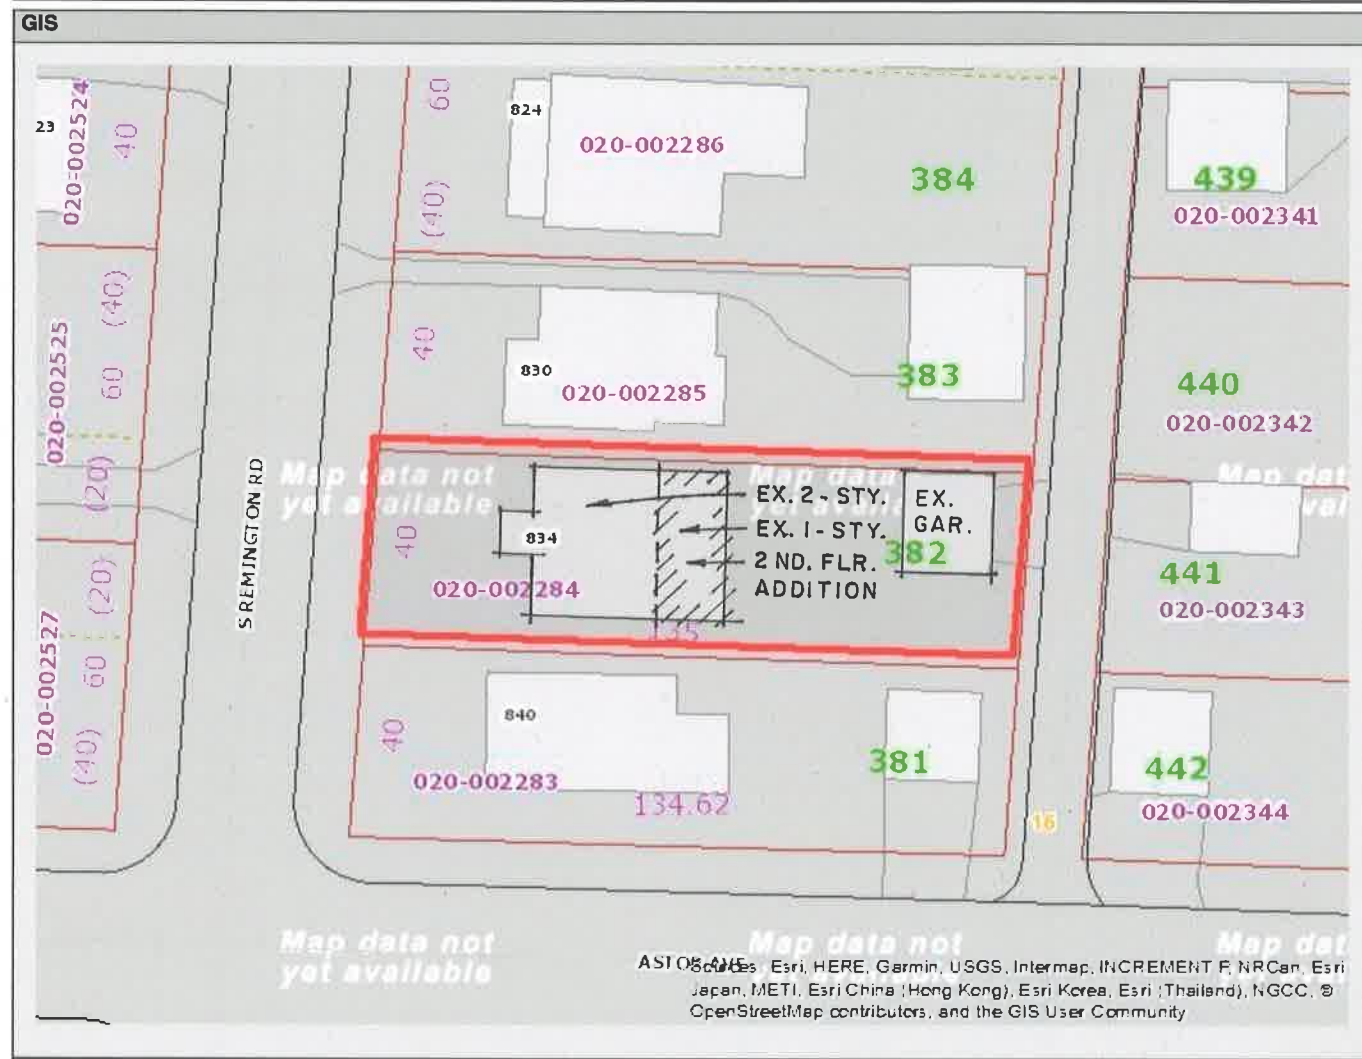 GIS
60
824
020-002286
(40)
384
23
020-002524
40
439
020-002341
(40)
60
020-002525
40
830
020-002285
383
440
020-002342
(20)
S REMINGTON RD
Map data not
yet available
Map data
yet av
Map dat
40
834
020-002284
135
EX. 2-STY.
EX. 1-STY.
2 ND. FLR.
ADDITION
EX.
GAR.
382
441
020-002343
(20)
60
(40)
020-002527
40
840
020-002283
134.62
381
442
020-002344
16
Map data not
yet available
Map data not
Map dat
ASTOR AVE
Sources: Esri, HERE, Garmin, USGS, Intermap, INCREMENT P, NRCan, Esri
Japan, METI, Esri China (Hong Kong), Esri Korea, Esri (Thailand), NGCC, ©
OpenStreetMap contributors, and the GIS User Community